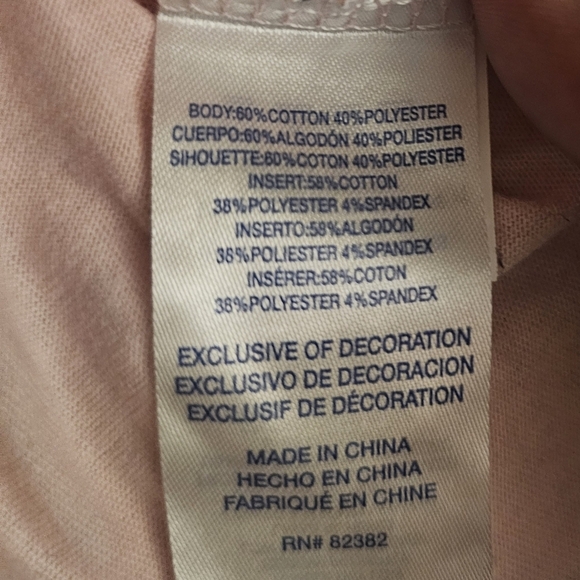 BODY:60%COTTON 40%POLYESTER
CUERPO:60%ALGODÓN 40%POLIESTER
SIHOUETTE:60%COTON 40%POLYESTER
INSERT:58%COTTON
38%POLYESTER 4%SPANDEX
INSERTO:58%ALGODÓN
38%POLIESTER 4%SPANDEX
INSÉRER:58%COTON
38%POLYESTER 4%SPANDEX
EXCLUSIVE OF DECORATION
EXCLUSIVO DE DECORACION
EXCLUSIF DE DÉCORATION
MADE IN CHINA
HECHO EN CHINA
FABRIQUÉ EN CHINE
RN# 82382